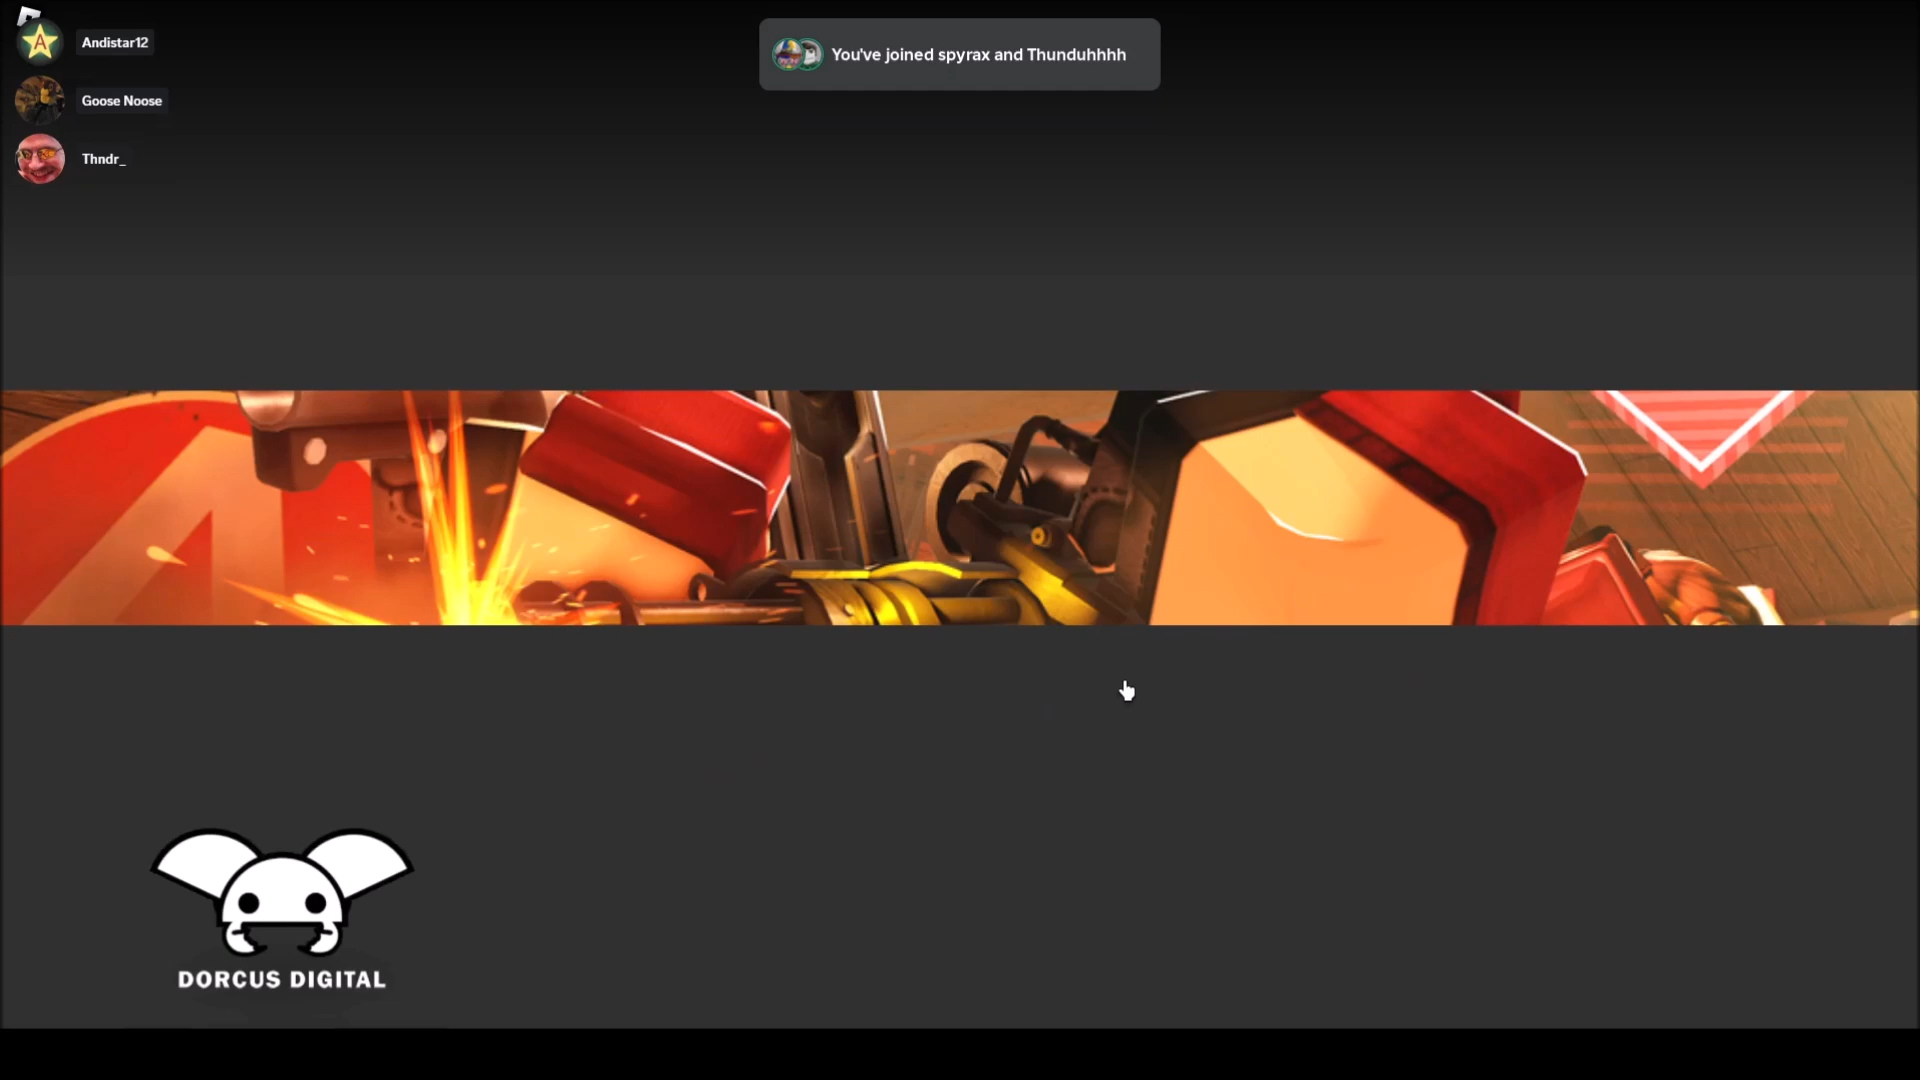 Andistar12
You've joined spyrax and Thunduhhhh
Goose Noose
Thndr_
DORCUS DIGITAL